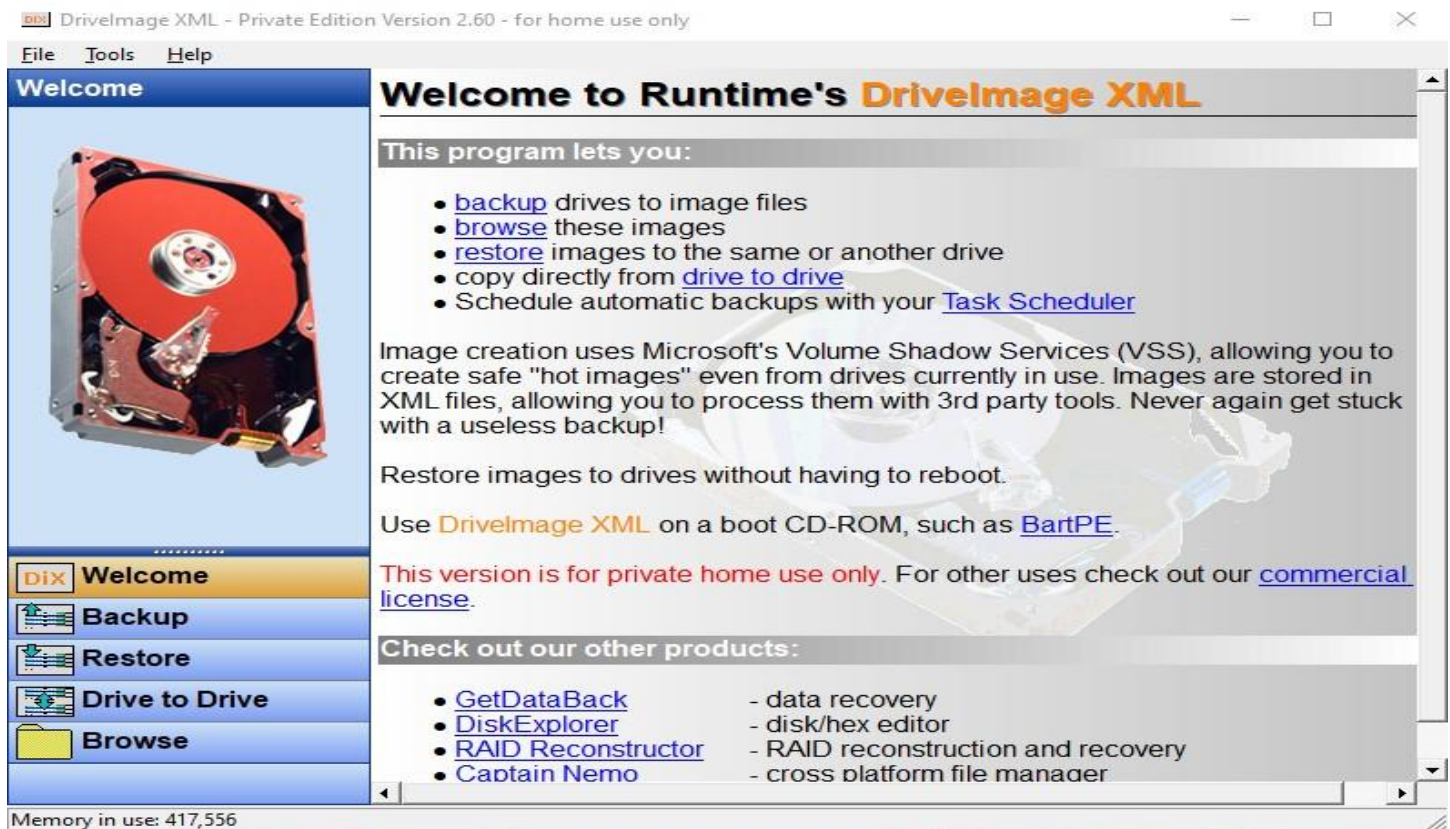 DiX DriveImage XML - Private Edition Version 2.60 - for home use only
File Tools Help
Welcome
DiX Welcome
Backup
Restore
Drive to Drive
Browse
Welcome to Runtime's DriveImage XML
This program lets you:
• backup drives to image files
• browse these images
• restore images to the same or another drive
• copy directly from drive to drive
• Schedule automatic backups with your Task Scheduler
Image creation uses Microsoft's Volume Shadow Services (VSS), allowing you to
create safe "hot images" even from drives currently in use. Images are stored in
XML files, allowing you to process them with 3rd party tools. Never again get stuck
with a useless backup!
Restore images to drives without having to reboot.
Use DriveImage XML on a boot CD-ROM, such as BartPE.
This version is for private home use only. For other uses check out our commercial
license.
Check out our other products:
• GetDataBack - data recovery
• DiskExplorer - disk/hex editor
• RAID Reconstructor - RAID reconstruction and recovery
• Captain Nemo - cross platform file manager
Memory in use: 417,556